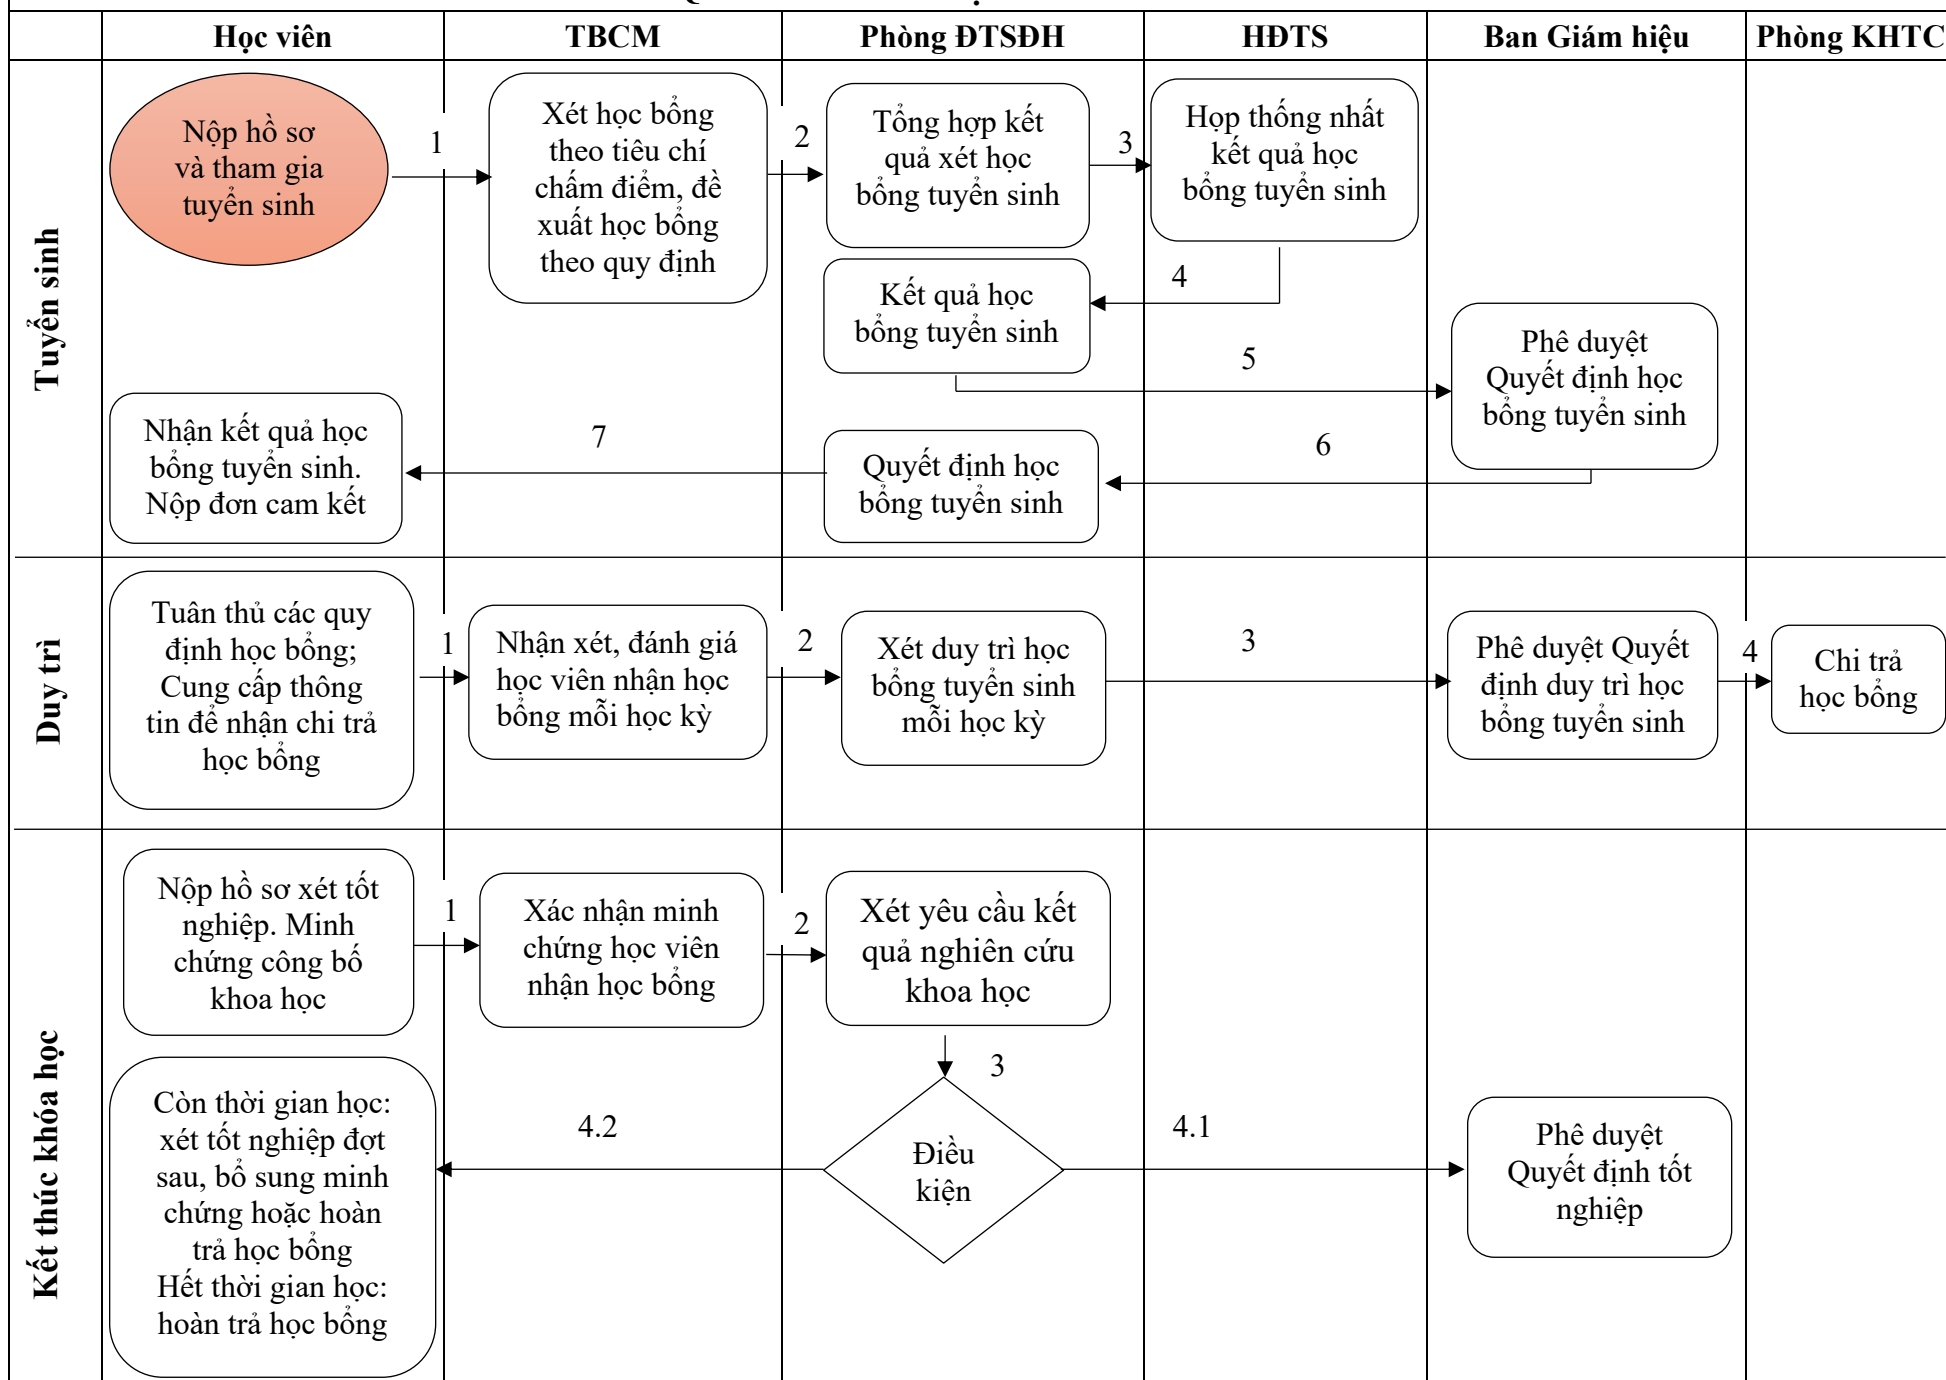 Học viên
TBCM
Phòng ĐTSĐH
HĐTS
Ban Giám hiệu
Phòng KHTC
Tuyển sinh
Nộp hồ sơ
và tham gia
tuyển sinh
1
Xét học bổng
theo tiêu chí
chấm điểm, đề
xuất học bổng
theo quy định
2
Tổng hợp kết
quả xét học
bổng tuyển sinh
3
Họp thống nhất
kết quả học
bổng tuyển sinh
4
Kết quả học
bổng tuyển sinh
5
Phê duyệt
Quyết định học
bổng tuyển sinh
6
Quyết định học
bổng tuyển sinh
7
Nhận kết quả học
bổng tuyển sinh.
Nộp đơn cam kết
Duy trì
Tuân thủ các quy
định học bổng;
Cung cấp thông
tin để nhận chi trả
học bổng
1
Nhận xét, đánh giá
học viên nhận học
bổng mỗi học kỳ
2
Xét duy trì học
bổng tuyển sinh
mỗi học kỳ
3
Phê duyệt Quyết
định duy trì học
bổng tuyển sinh
4
Chi trả
học bổng
Kết thúc khóa học
Nộp hồ sơ xét tốt
nghiệp. Minh
chứng công bố
khoa học
1
Xác nhận minh
chứng học viên
nhận học bổng
2
Xét yêu cầu kết
quả nghiên cứu
khoa học
3
Điều
kiện
4.1
Phê duyệt
Quyết định tốt
nghiệp
4.2
Còn thời gian học:
xét tốt nghiệp đợt
sau, bổ sung minh
chứng hoặc hoàn
trả học bổng
Hết thời gian học:
hoàn trả học bổng